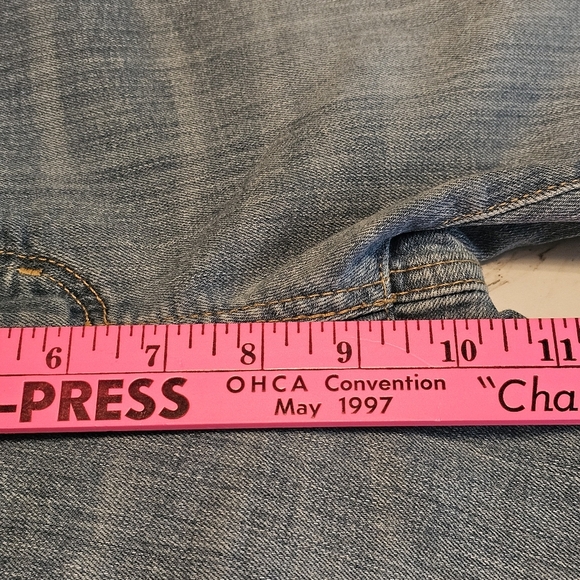 6 7 8 9 10 11
-PRESS OHCA Convention "Cha
May 1997